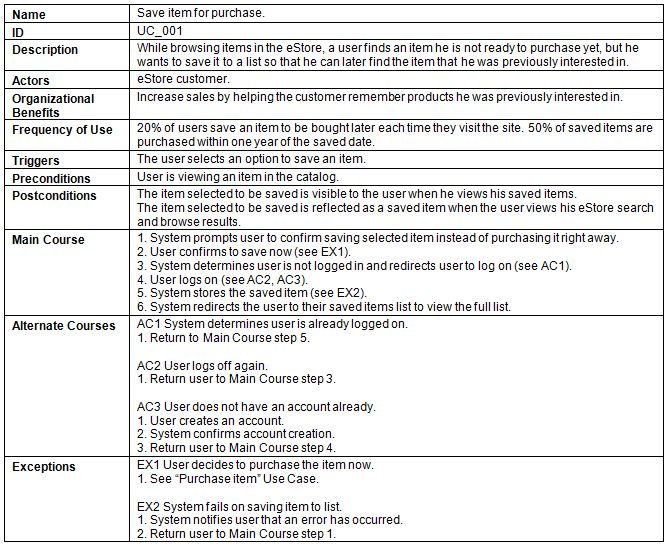 Name Save item for purchase.
ID UC_001
Description While browsing items in the eStore, a user finds an item he is not ready to purchase yet, but he
wants to save it to a list so that he can later find the item that he was previously interested in.
Actors eStore customer.
Organizational Benefits Increase sales by helping the customer remember products he was previously interested in.
Frequency of Use 20% of users save an item to be bought later each time they visit the site. 50% of saved items are
purchased within one year of the saved date.
Triggers The user selects an option to save an item.
Preconditions User is viewing an item in the catalog.
Postconditions The item selected to be saved is visible to the user when he views his saved items.
The item selected to be saved is reflected as a saved item when the user views his eStore search
and browse results.
Main Course 1. System prompts user to confirm saving selected item instead of purchasing it right away.
2. User confirms to save now (see EX1).
3. System determines user is not logged in and redirects user to log on (see AC1).
4. User logs on (see AC2, AC3).
5. System stores the saved item (see EX2).
6. System redirects the user to their saved items list to view the full list.
Alternate Courses AC1 System determines user is already logged on.
1. Return to Main Course step 5.
AC2 User logs off again.
1. Return user to Main Course step 3.
AC3 User does not have an account already.
1. User creates an account.
2. System confirms account creation.
3. Return user to Main Course step 4.
Exceptions EX1 User decides to purchase the item now.
1. See “Purchase item” Use Case.
EX2 System fails on saving item to list.
1. System notifies user that an error has occurred.
2. Return user to Main Course step 1.